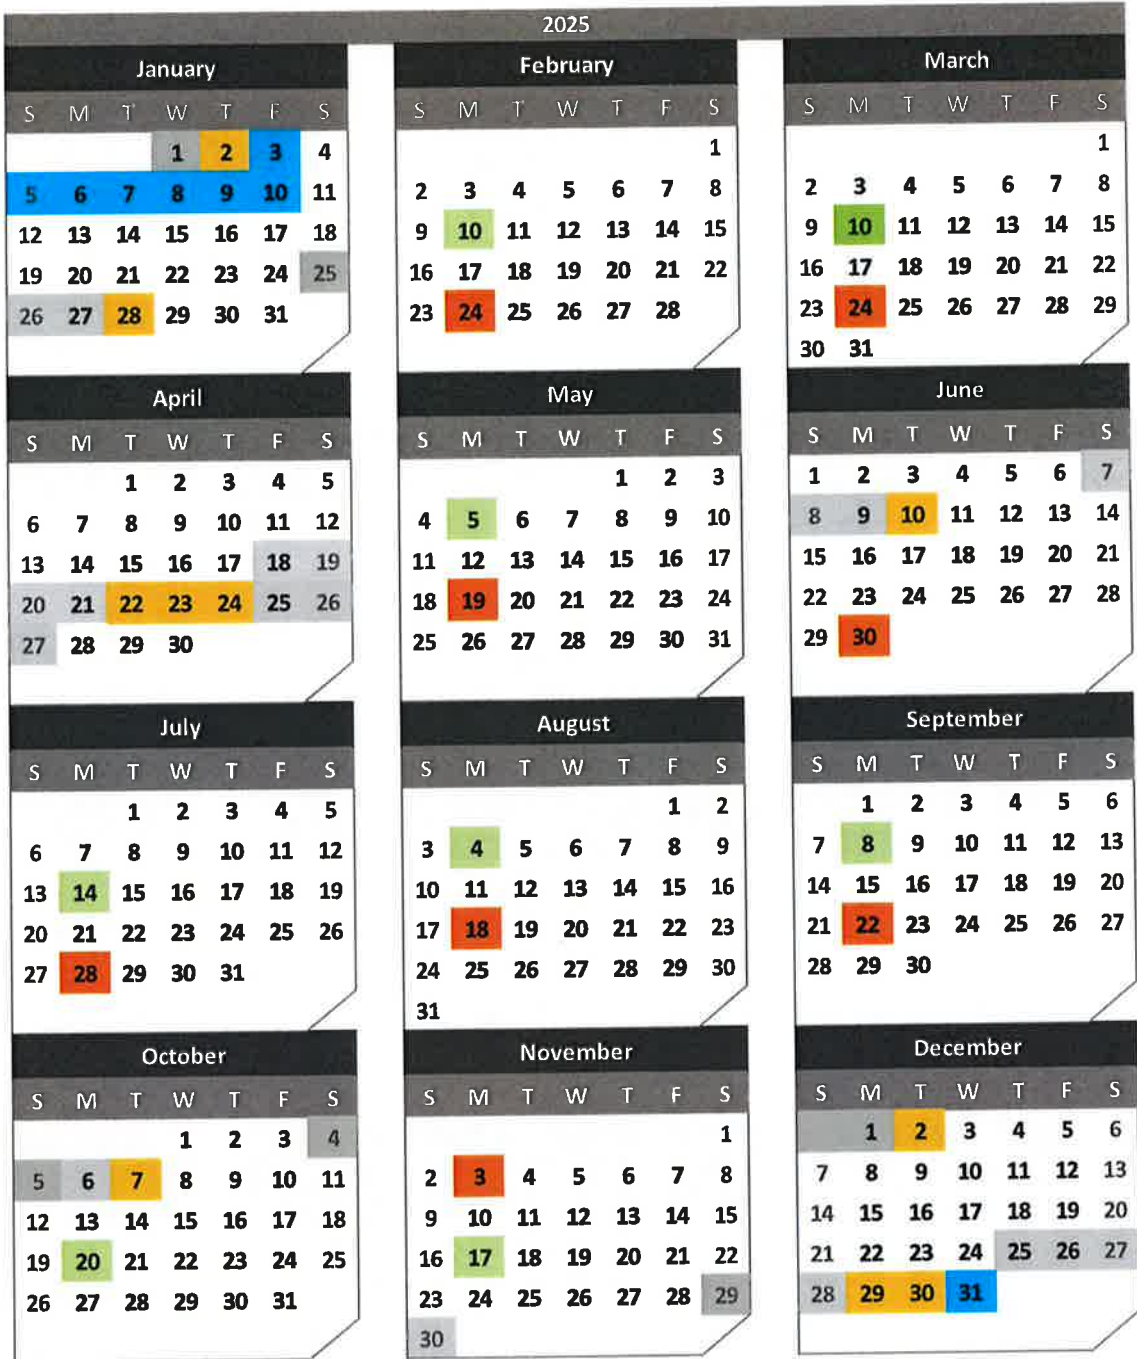 2025
January February March
S M T W T F S S M T W T F S S M T W T F S
1 2 3 4 1 1
5 6 7 8 9 10 11 2 3 4 5 6 7 8 2 3 4 5 6 7 8
12 13 14 15 16 17 18 9 10 11 12 13 14 15 9 10 11 12 13 14 15
19 20 21 22 23 24 25 16 17 18 19 20 21 22 16 17 18 19 20 21 22
26 27 28 29 30 31 23 24 25 26 27 28 23 24 25 26 27 28 29
30 31
April May June
S M T W T F S S M T W T F S S M T W T F S
1 2 3 4 5 1 2 3 1 2 3 4 5 6 7
6 7 8 9 10 11 12 4 5 6 7 8 9 10 8 9 10 11 12 13 14
13 14 15 16 17 18 19 11 12 13 14 15 16 17 15 16 17 18 19 20 21
20 21 22 23 24 25 26 18 19 20 21 22 23 24 22 23 24 25 26 27 28
27 28 29 30 25 26 27 28 29 30 31 29 30
July August September
S M T W T F S S M T W T F S S M T W T F S
1 2 3 4 5 1 2 1 2 3 4 5 6
6 7 8 9 10 11 12 3 4 5 6 7 8 9 7 8 9 10 11 12 13
13 14 15 16 17 18 19 10 11 12 13 14 15 16 14 15 16 17 18 19 20
20 21 22 23 24 25 26 17 18 19 20 21 22 23 21 22 23 24 25 26 27
27 28 29 30 31 24 25 26 27 28 29 30 28 29 30
31
October November December
S M T W T F S S M T W T F S S M T W T F S
1 2 3 4 1 1 2 3 4 5 6
5 6 7 8 9 10 11 2 3 4 5 6 7 8 7 8 9 10 11 12 13
12 13 14 15 16 17 18 9 10 11 12 13 14 15 14 15 16 17 18 19 20
19 20 21 22 23 24 25 16 17 18 19 20 21 22 21 22 23 24 25 26 27
26 27 28 29 30 31 23 24 25 26 27 28 29 28 29 30 31
30